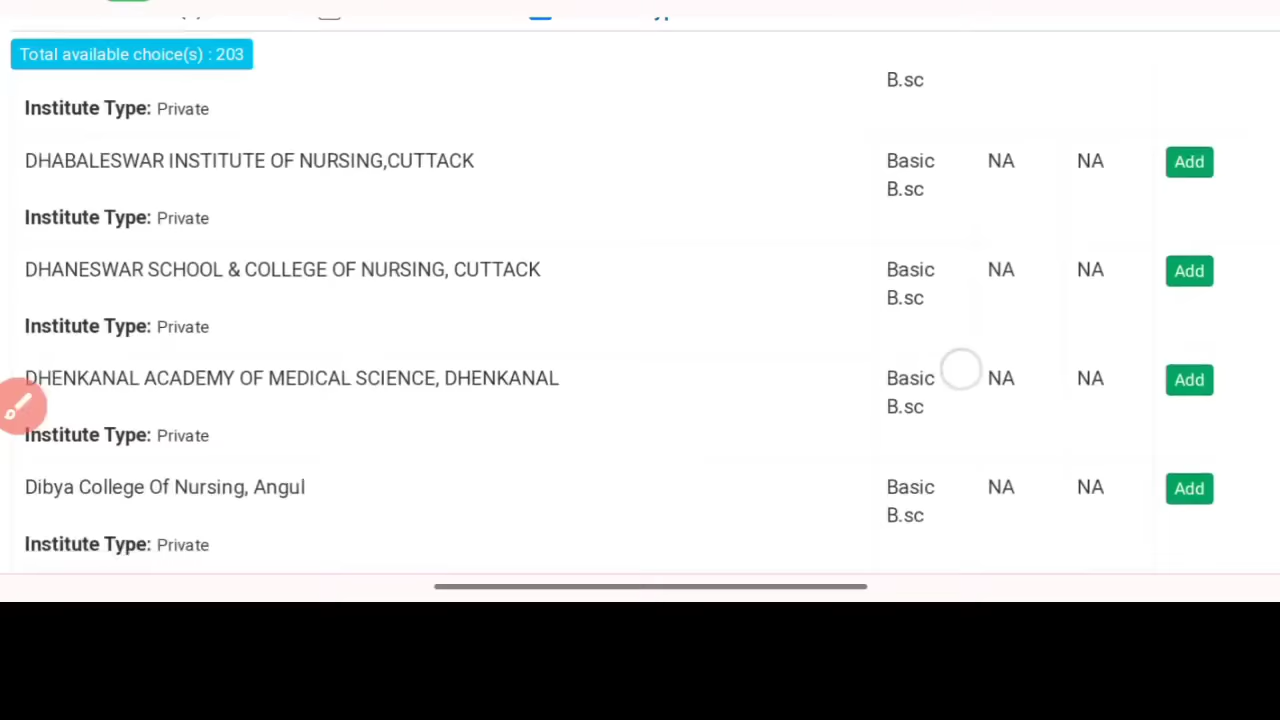 Total available choice(s) : 203
B.sc
Institute Type: Private
DHABALESWAR INSTITUTE OF NURSING,CUTTACK Basic NA NA Add
B.sc
Institute Type: Private
DHANESWAR SCHOOL & COLLEGE OF NURSING, CUTTACK Basic NA NA Add
B.sc
Institute Type: Private
DHENKANAL ACADEMY OF MEDICAL SCIENCE, DHENKANAL Basic NA NA Add
B.sc
Institute Type: Private
Dibya College Of Nursing, Angul Basic NA NA Add
B.sc
Institute Type: Private